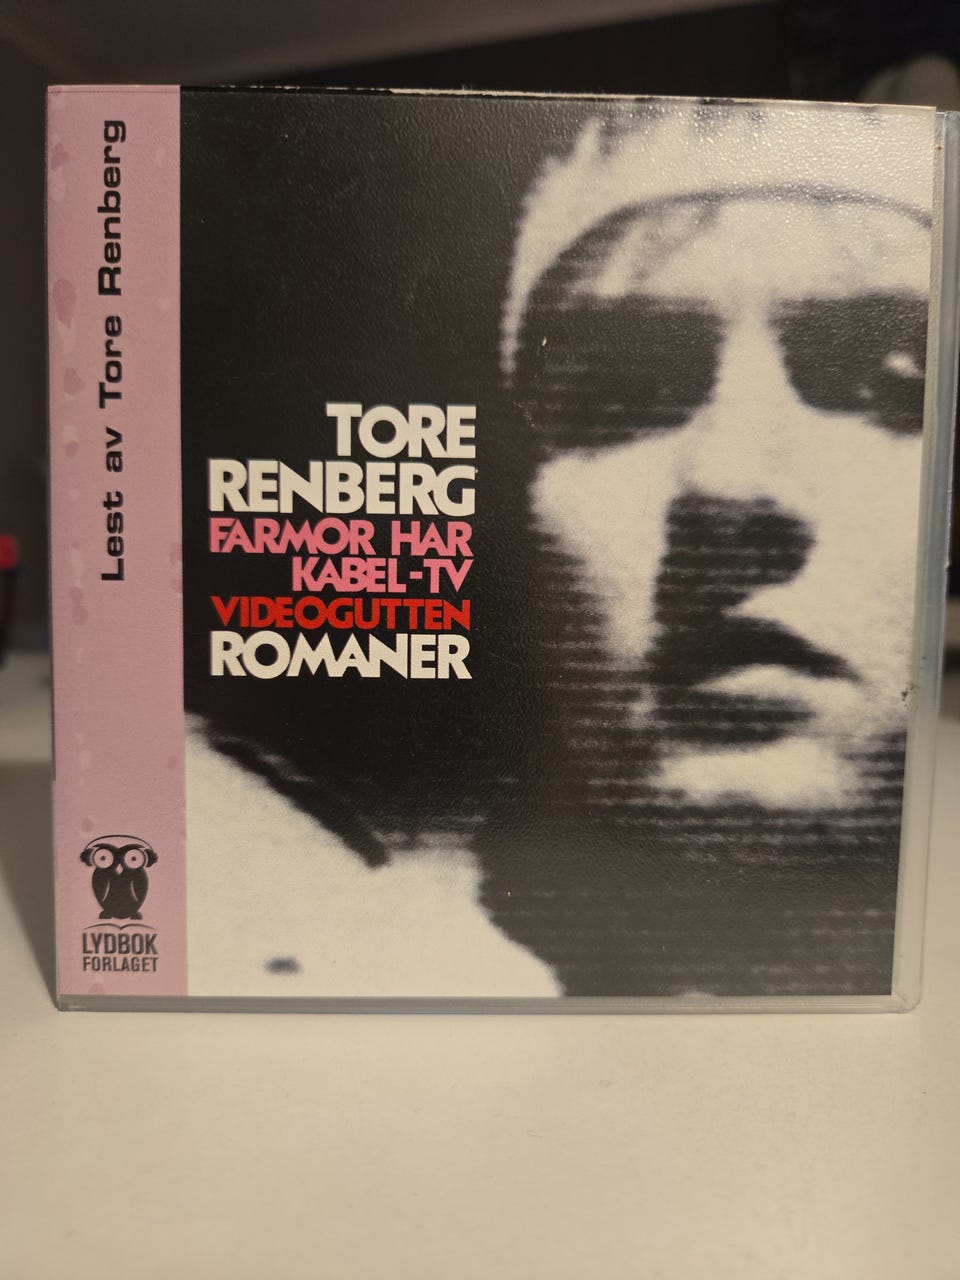 Lest av Tore Renberg
TORE
RENBERG
FARMOR HAR
KABEL-TV
VIDEOGUTTEN
ROMANER
LYDBOK
FORLAGET